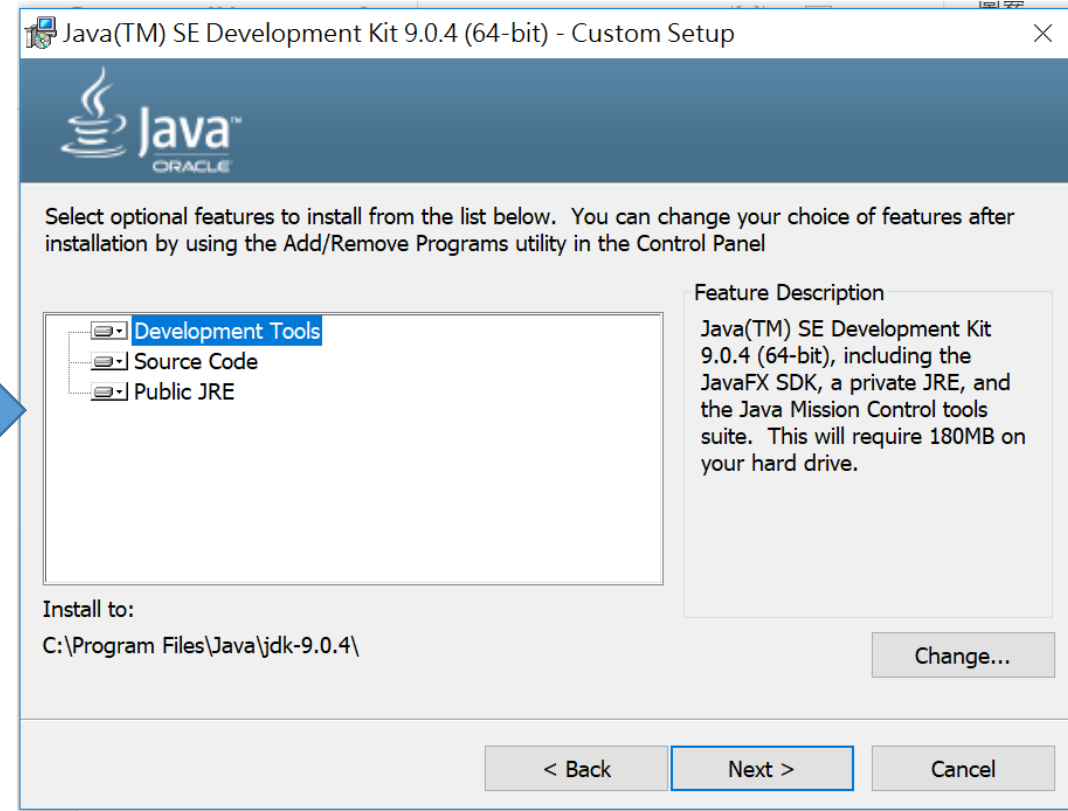 Java(TM) SE Development Kit 9.0.4 (64-bit) - Custom Setup
Java™
ORACLE
Select optional features to install from the list below.  You can change your choice of features after
installation by using the Add/Remove Programs utility in the Control Panel
Development Tools
Source Code
Public JRE
Feature Description
Java(TM) SE Development Kit
9.0.4 (64-bit), including the
JavaFX SDK, a private JRE, and
the Java Mission Control tools
suite.  This will require 180MB on
your hard drive.
Install to:
C:\Program Files\Java\jdk-9.0.4\
Change...
< Back
Next >
Cancel